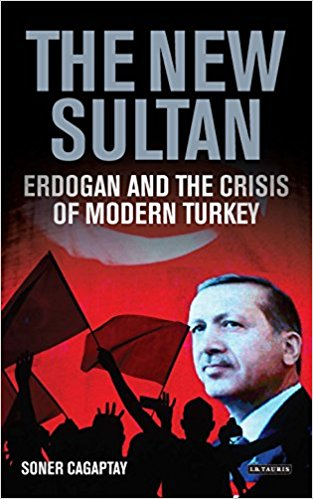 THE NEW
SULTAN
ERDOGAN AND THE CRISIS
OF MODERN TURKEY
SONER CAGAPTAY
I.B.TAURIS